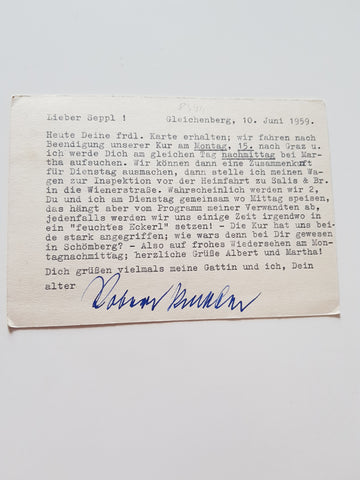 Lieber Seppl !
Gleichenberg, 10. Juni 1959.
Heute Deine frdl. Karte erhalten; wir fahren nach
Beendigung unserer Kur am Montag, 15. nach Graz u.
ich werde Dich am gleichen Tag nachmittag bei Mar-
tha aufsuchen. Wir können dann eine Zusammenkunft
für Dienstag ausmachen, dann stelle ich meinen Wa-
gen zur Inspektion vor der Heimfahrt zu Salis & Br.
in die Wienerstraße. Wahrscheinlich werden wir 2,
Du und ich am Dienstag gemeinsam wo Mittag speisen,
das hängt aber vom Programm meiner Verwandten ab,
jedenfalls werden wir uns einige Zeit irgendwo in
ein "feuchtes Eckerl" setzen! - Die Kur hat uns bei-
de stark angegriffen; wie wars denn bei Dir gewesen
in Schömberg? - Also auf frohes Wiedersehen am Mon-
tagnachmittag; herzliche Grüße Albert und Martha!
Dich grüßen vielmals meine Gattin und ich, Dein
alter